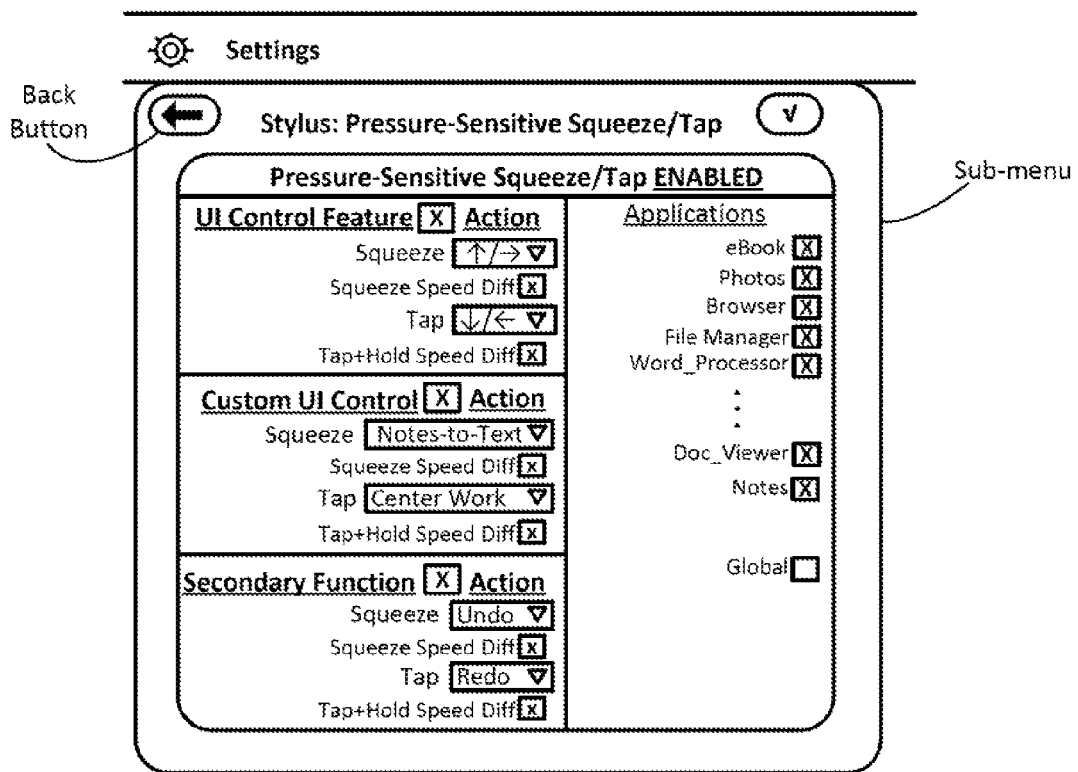 Settings
Back
Button
Stylus: Pressure-Sensitive Squeeze/Tap
√
Sub-menu
Pressure-Sensitive Squeeze/Tap ENABLED
UI Control Feature X Action
Squeeze ↑/→ ▽
Squeeze Speed Diff x
Tap ↓/← ▽
Tap+Hold Speed Diff x
Custom UI Control X Action
Squeeze Notes-to-Text ▽
Squeeze Speed Diff x
Tap Center Work ▽
Tap+Hold Speed Diff x
Secondary Function X Action
Squeeze Undo ▽
Squeeze Speed Diff x
Tap Redo ▽
Tap+Hold Speed Diff x
Applications
eBook X
Photos X
Browser X
File Manager X
Word_Processor X
Doc_Viewer X
Notes X
Global